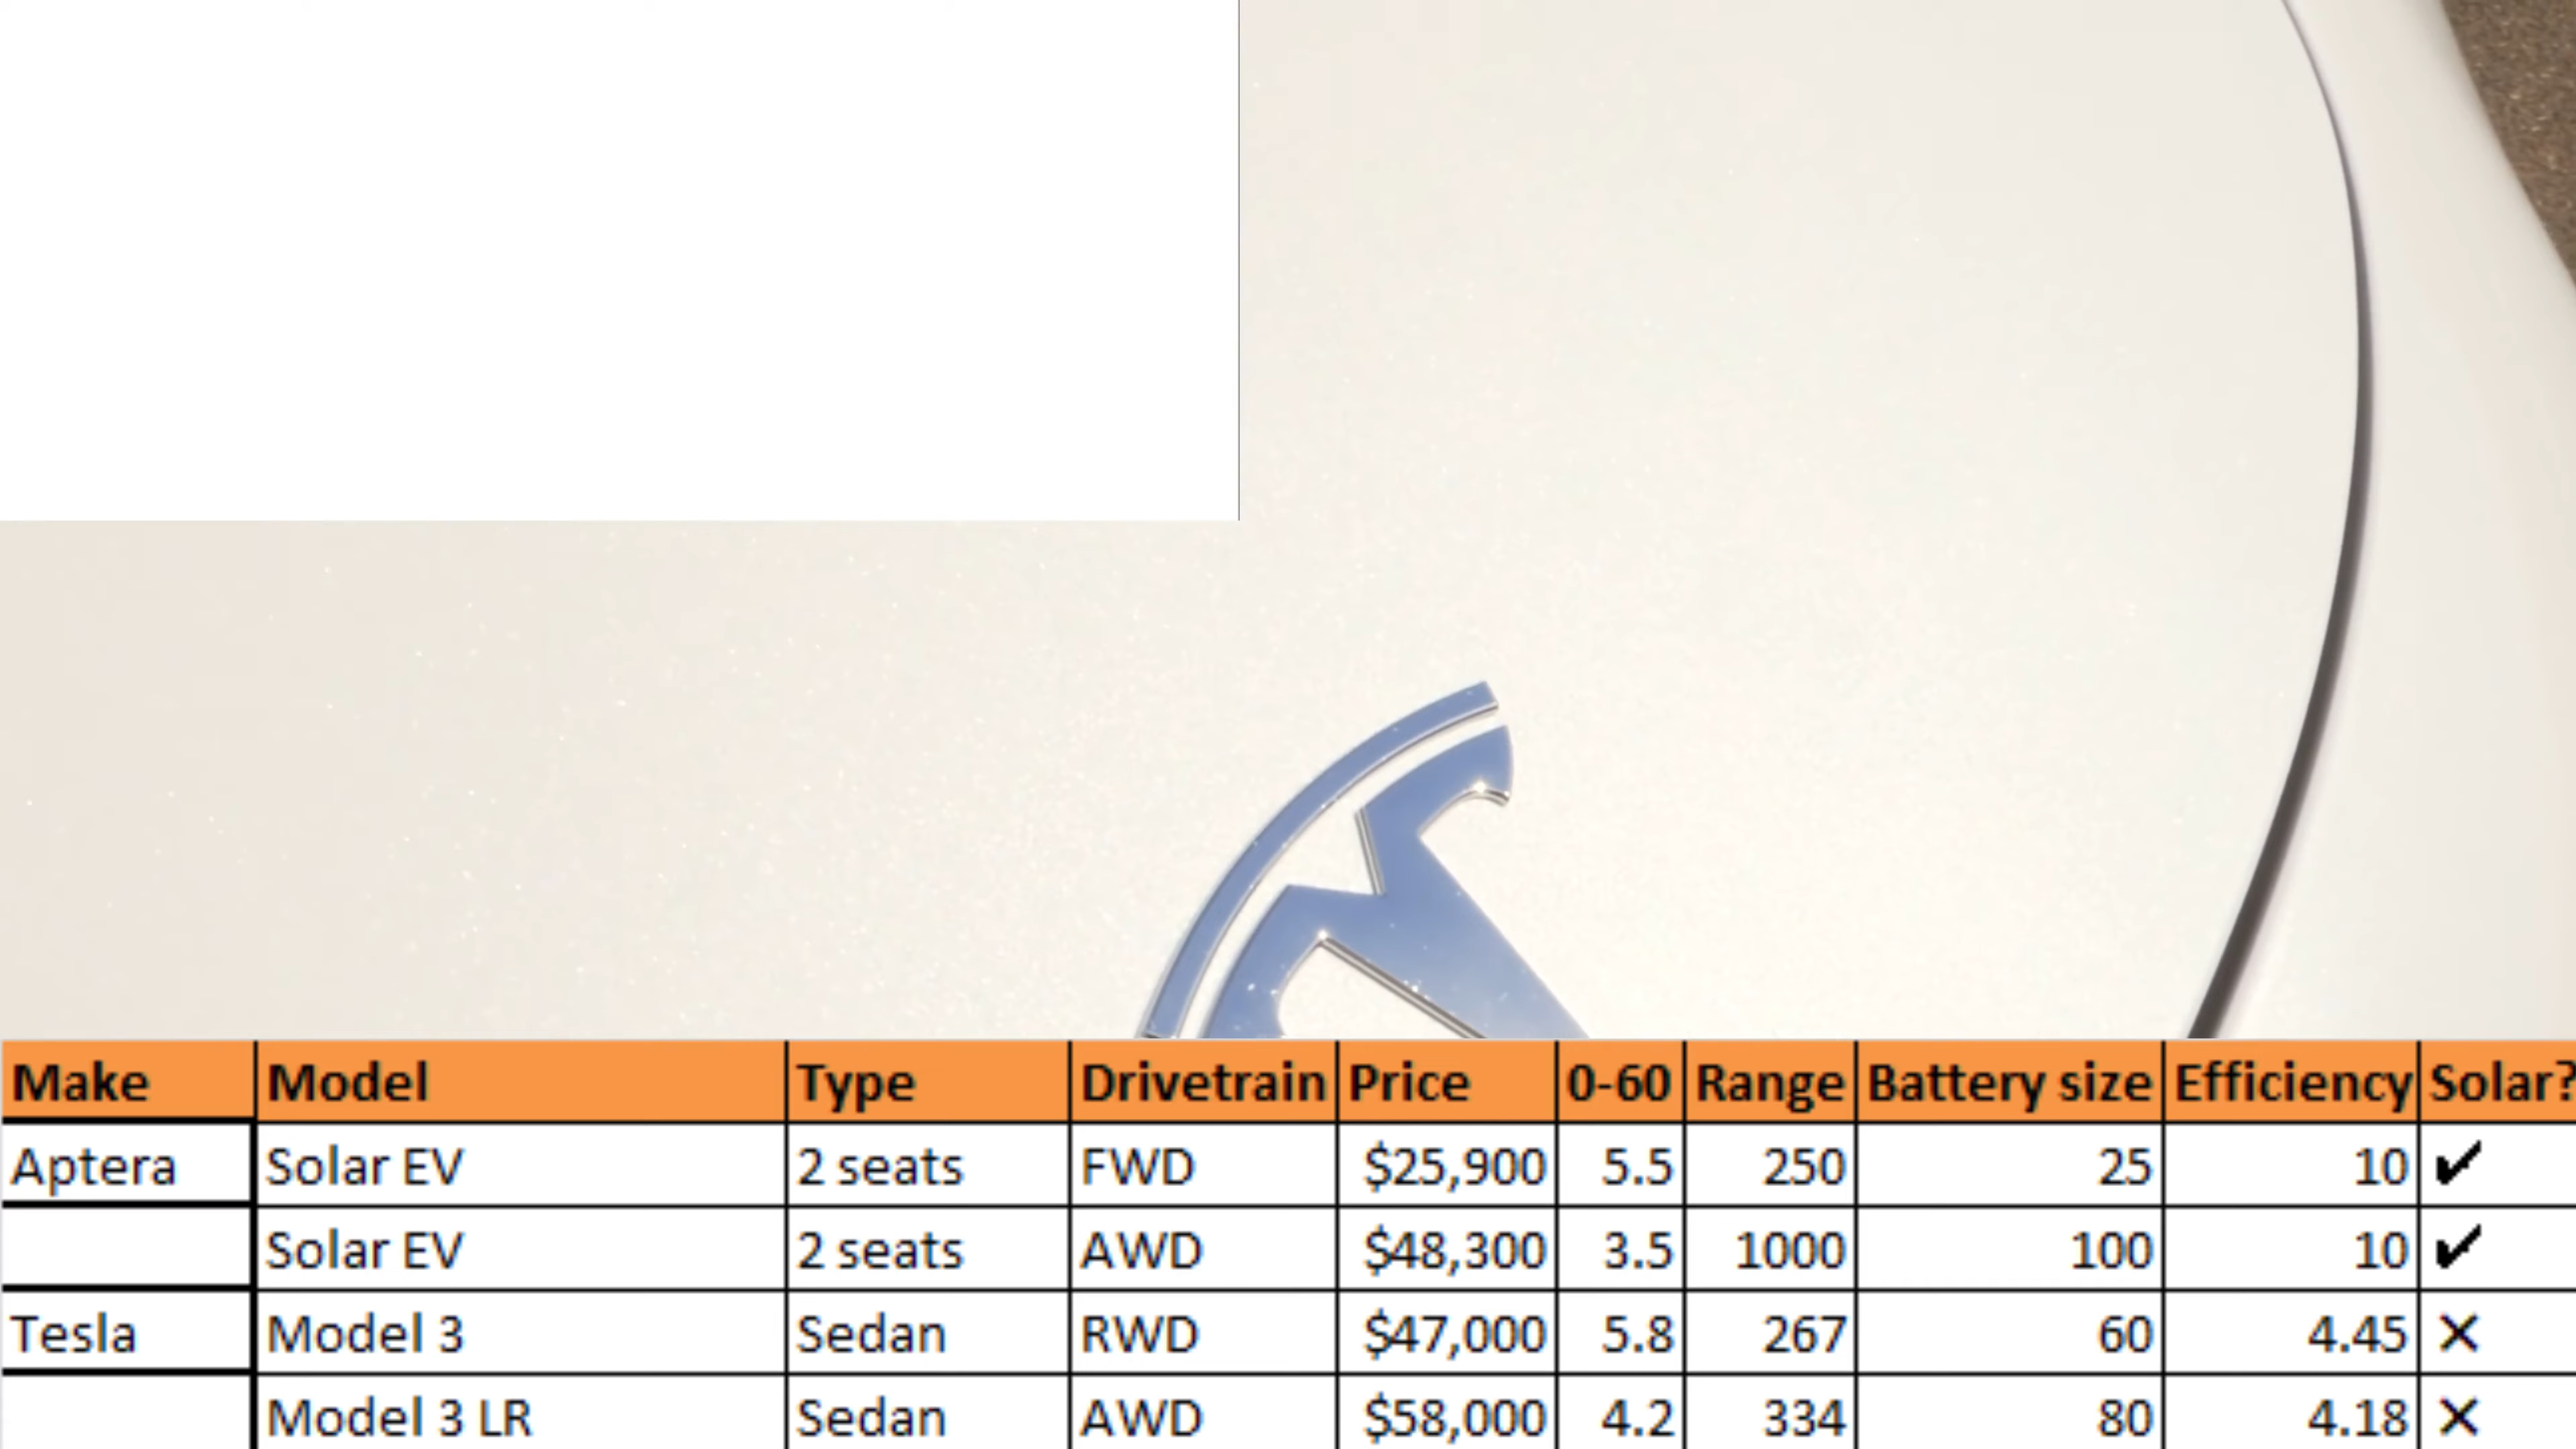 Make Model Type Drivetrain Price 0-60 Range Battery size Efficiency Solar?
Aptera Solar EV 2 seats FWD $25,900 5.5 250 25 10 ✔
Solar EV 2 seats AWD $48,300 3.5 1000 100 10 ✔
Tesla Model 3 Sedan RWD $47,000 5.8 267 60 4.45 ✕
Model 3 LR Sedan AWD $58,000 4.2 334 80 4.18 ✕